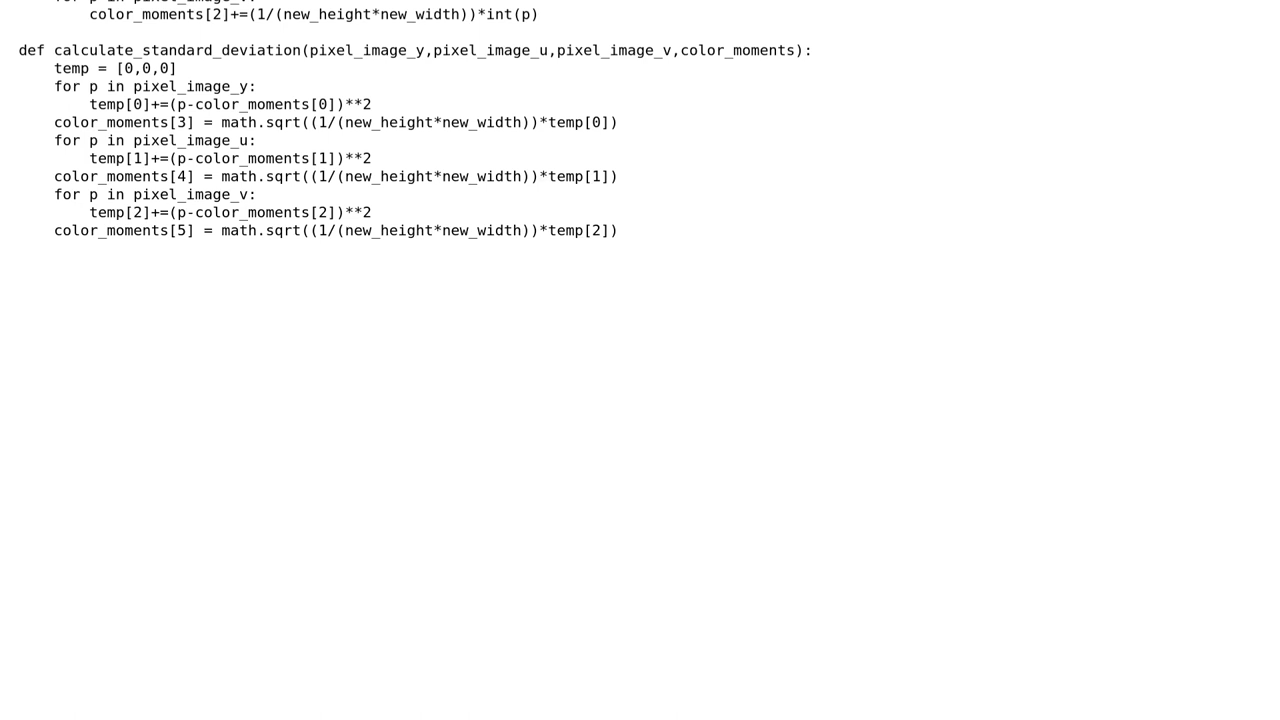 for p in pixel_image_v:
        color_moments[2]+=(1/(new_height*new_width))*int(p)

def calculate_standard_deviation(pixel_image_y,pixel_image_u,pixel_image_v,color_moments):
    temp = [0,0,0]
    for p in pixel_image_y:
        temp[0]+=(p-color_moments[0])**2
    color_moments[3] = math.sqrt((1/(new_height*new_width))*temp[0])
    for p in pixel_image_u:
        temp[1]+=(p-color_moments[1])**2
    color_moments[4] = math.sqrt((1/(new_height*new_width))*temp[1])
    for p in pixel_image_v:
        temp[2]+=(p-color_moments[2])**2
    color_moments[5] = math.sqrt((1/(new_height*new_width))*temp[2])